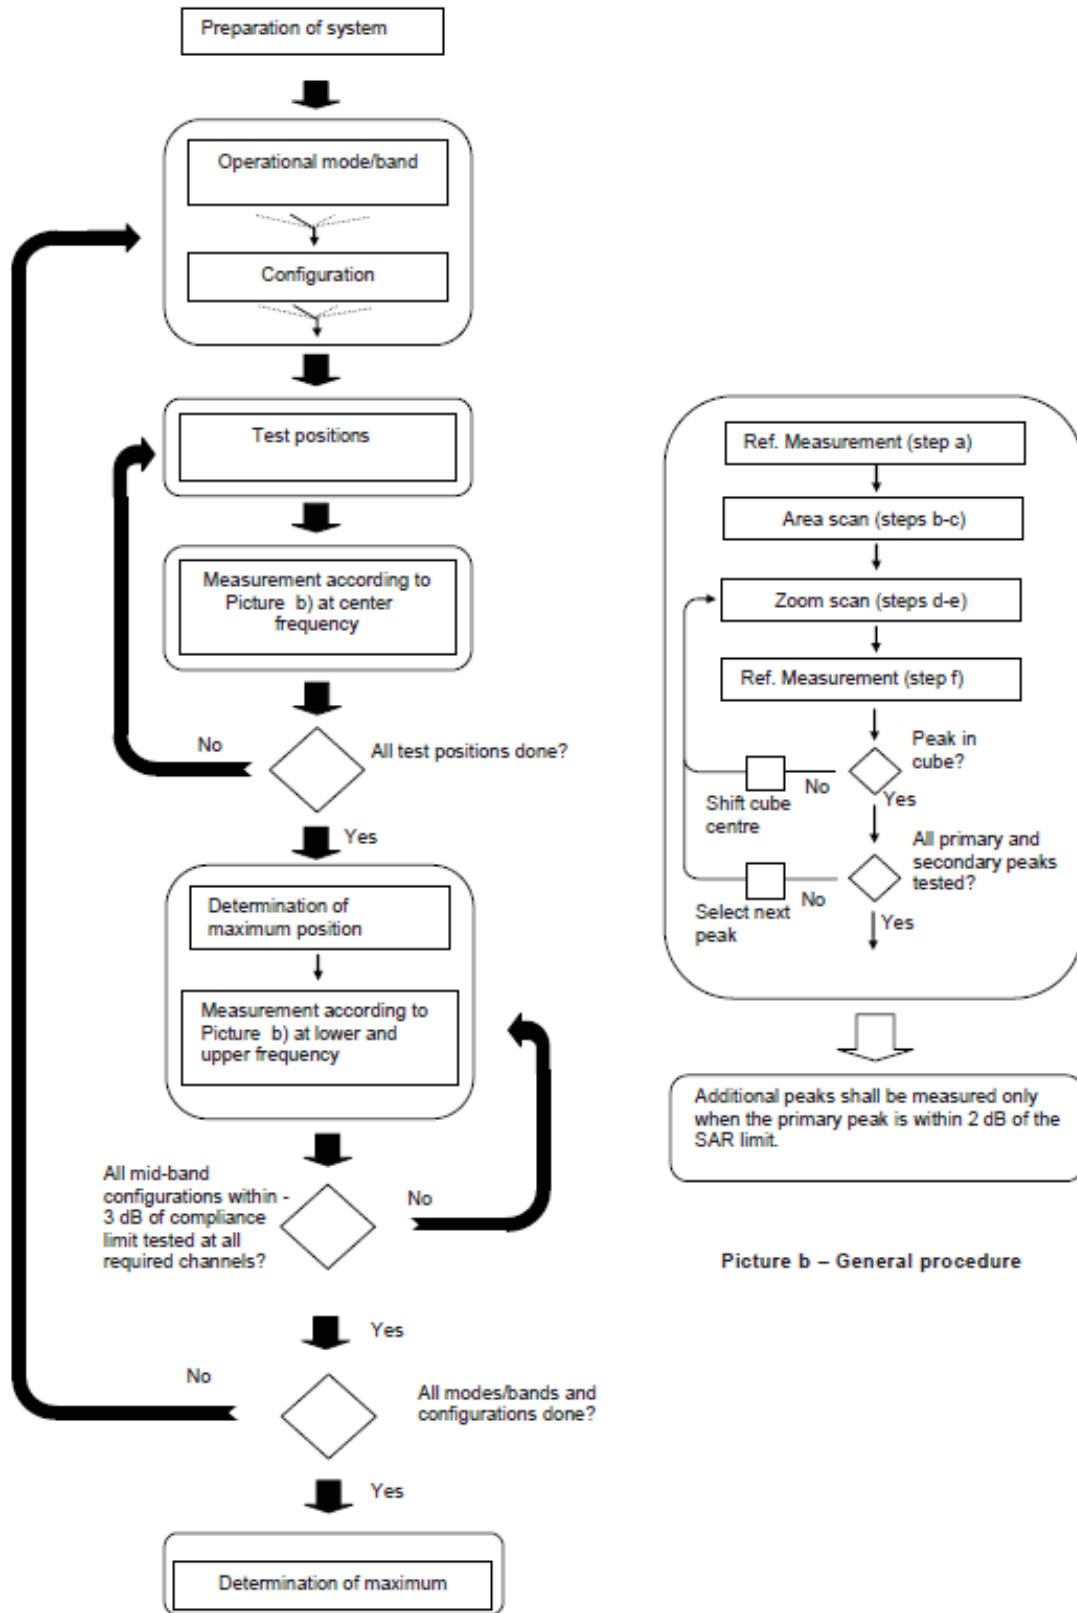 Preparation of system
Operational mode/band
Configuration
Test positions
Measurement according to
Picture b) at center
frequency
No
All test positions done?
Yes
Determination of
maximum position
Measurement according to
Picture b) at lower and
upper frequency
All mid-band
configurations within -
3 dB of compliance
limit tested at all
required channels?
No
Yes
No
All modes/bands and
configurations done?
Yes
Determination of maximum
Ref. Measurement (step a)
Area scan (steps b-c)
Zoom scan (steps d-e)
Ref. Measurement (step f)
Peak in
cube?
No
Shift cube
centre
Yes
All primary and
secondary peaks
tested?
No
Select next
peak
Yes
Additional peaks shall be measured only
when the primary peak is within 2 dB of the
SAR limit.
Picture b – General procedure